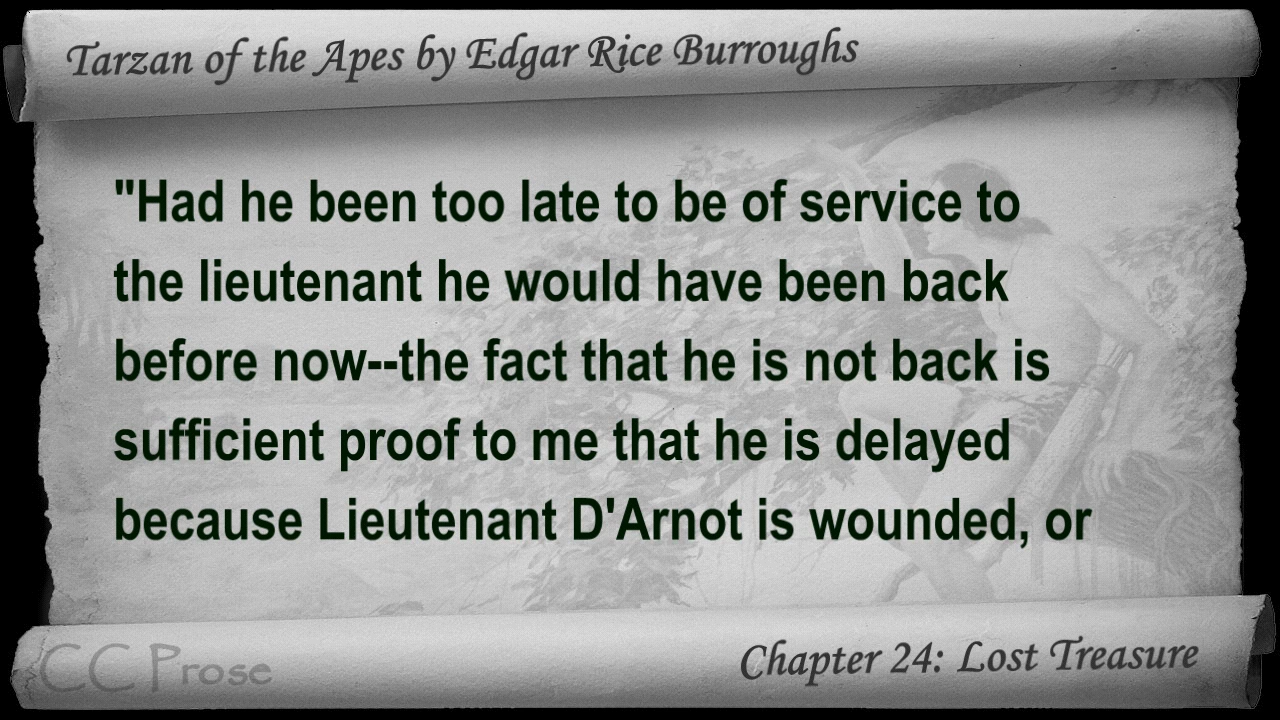 Tarzan of the Apes by Edgar Rice Burroughs
"Had he been too late to be of service to
the lieutenant he would have been back
before now--the fact that he is not back is
sufficient proof to me that he is delayed
because Lieutenant D'Arnot is wounded, or
CC Prose
Chapter 24: Lost Treasure